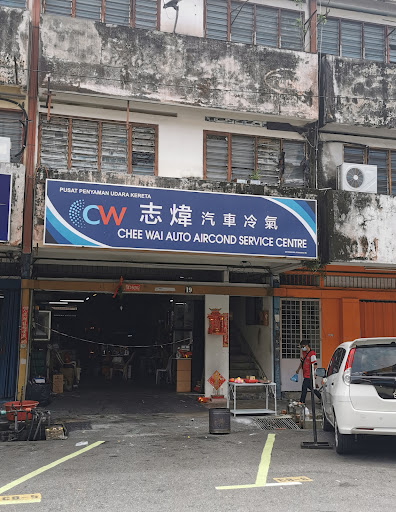 PUSAT PENYAMAN UDARA KERETA
CW 志煒 汽車冷氣
CHEE WAI AUTO AIRCOND SERVICE CENTRE
19